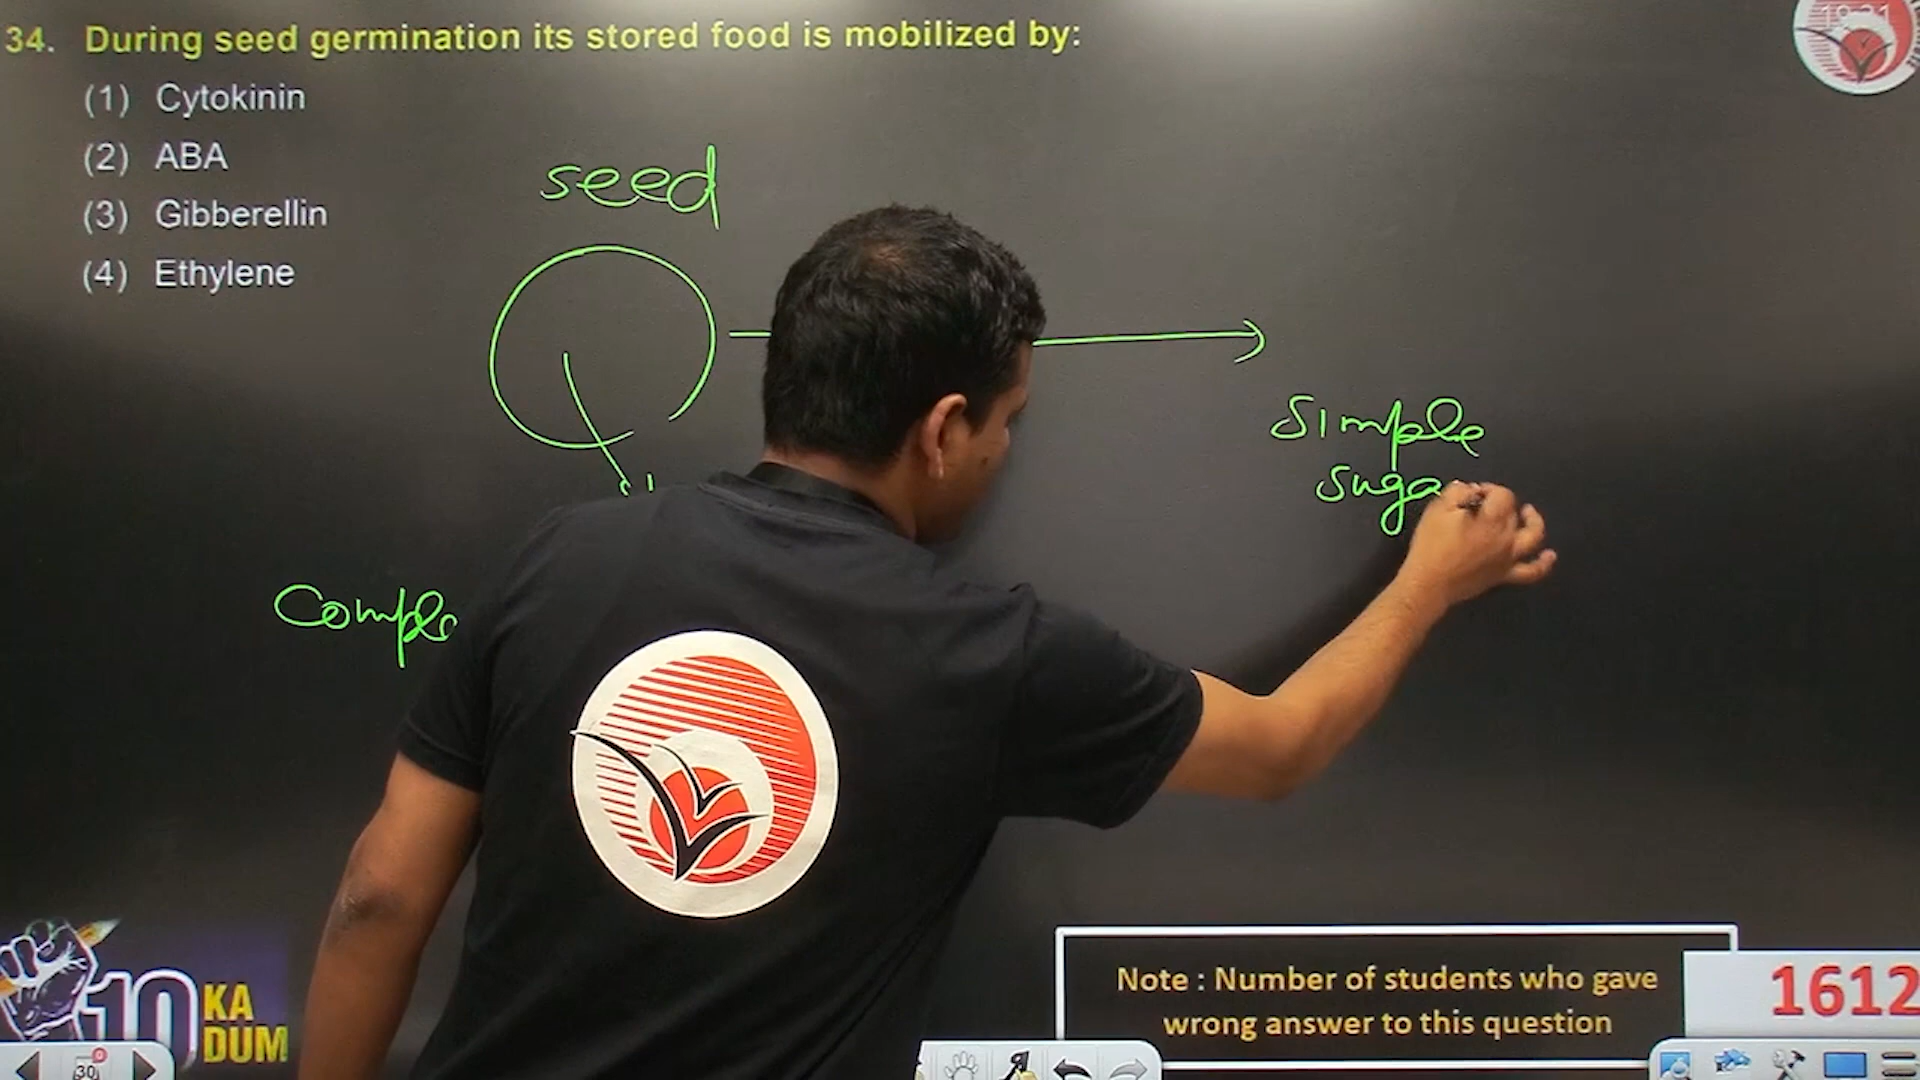 34. During seed germination its stored food is mobilized by:
(1) Cytokinin
(2) ABA
(3) Gibberellin
(4) Ethylene
seed
simple
suga
Comple
10 KA
DUM
Note : Number of students who gave
wrong answer to this question
1612
30